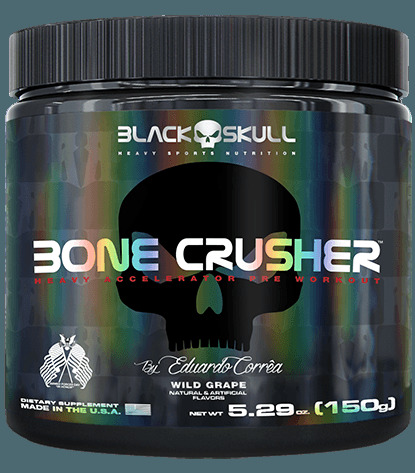 BLACK SKULL
HEAVY SPORTS NUTRITION
BONE CRUSHER™
HEAVY ACCELERATOR PRE WORKOUT
By Eduardo Corrêa
WILD GRAPE
NATURAL & ARTIFICIAL
FLAVORS
DIETARY SUPPLEMENT
MADE IN THE U.S.A.
NET WT 5.29 oz. (150g)